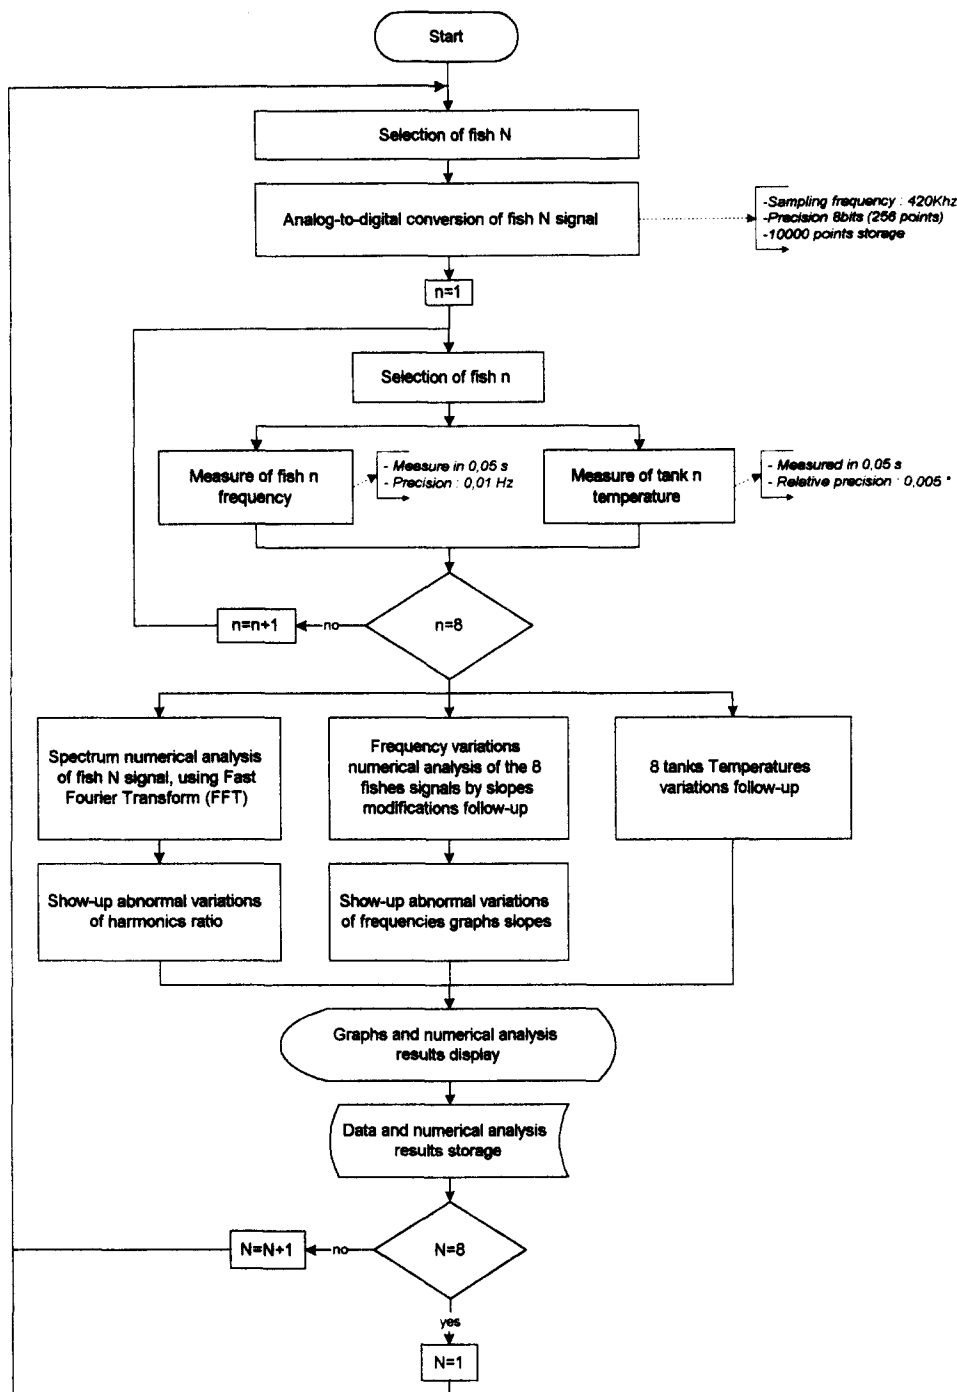 Start
Selection of fish N
Analog-to-digital conversion of fish N signal
-Sampling frequency : 420Khz
-Precision 8bits (256 points)
-10000 points storage
n=1
Selection of fish n
Measure of fish n
frequency
- Measure in 0,05 s
- Precision : 0,01 Hz
Measure of tank n
temperature
- Measured in 0,05 s
- Relative precision : 0,005 °
n=n+1
no
n=8
Spectrum numerical analysis
of fish N signal, using Fast
Fourier Transform (FFT)
Frequency variations
numerical analysis of the 8
fishes signals by slopes
modifications follow-up
8 tanks Temperatures
variations follow-up
Show-up abnormal variations
of harmonics ratio
Show-up abnormal variations
of frequencies graphs slopes
Graphs and numerical analysis
results display
Data and numerical analysis
results storage
N=N+1
no
N=8
yes
N=1